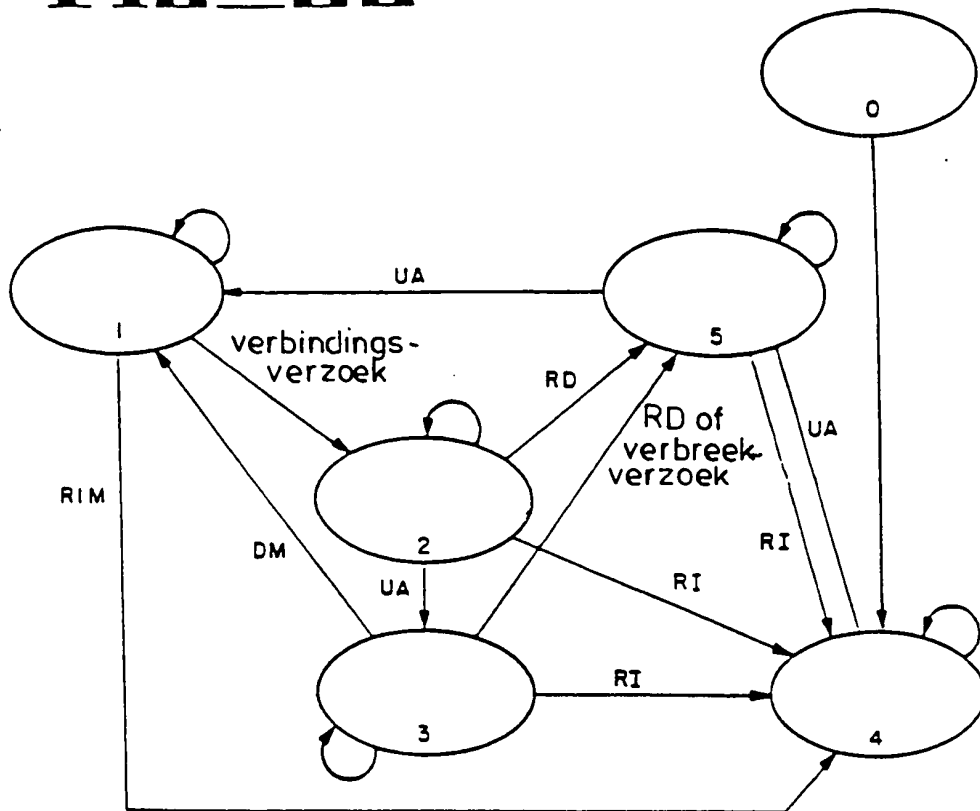 0
UA
1
5
verbindings-
verzoek
RD
RD of
verbreek-
verzoek
UA
RIM
DM
2
UA
RI
RI
RI
3
4